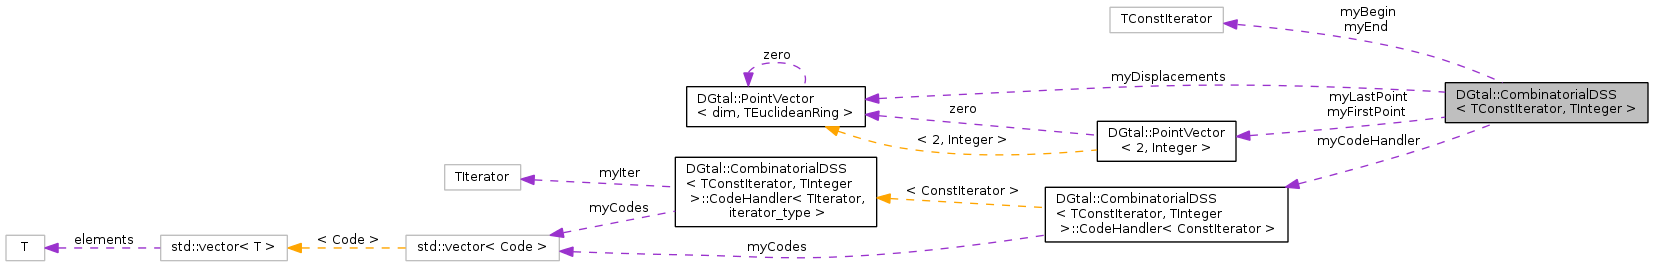 TConstIterator
myBegin
myEnd
zero
DGtal::PointVector
< dim, TEuclideanRing >
myDisplacements
DGtal::CombinatorialDSS
< TConstIterator, TInteger >
zero
myLastPoint
myFirstPoint
DGtal::PointVector
< 2, Integer >
< 2, Integer >
myCodeHandler
TIterator
myIter
DGtal::CombinatorialDSS
< TConstIterator, TInteger
>::CodeHandler< TIterator,
iterator_type >
< ConstIterator >
DGtal::CombinatorialDSS
< TConstIterator, TInteger
>::CodeHandler< ConstIterator >
myCodes
T
elements
std::vector< T >
< Code >
std::vector< Code >
myCodes